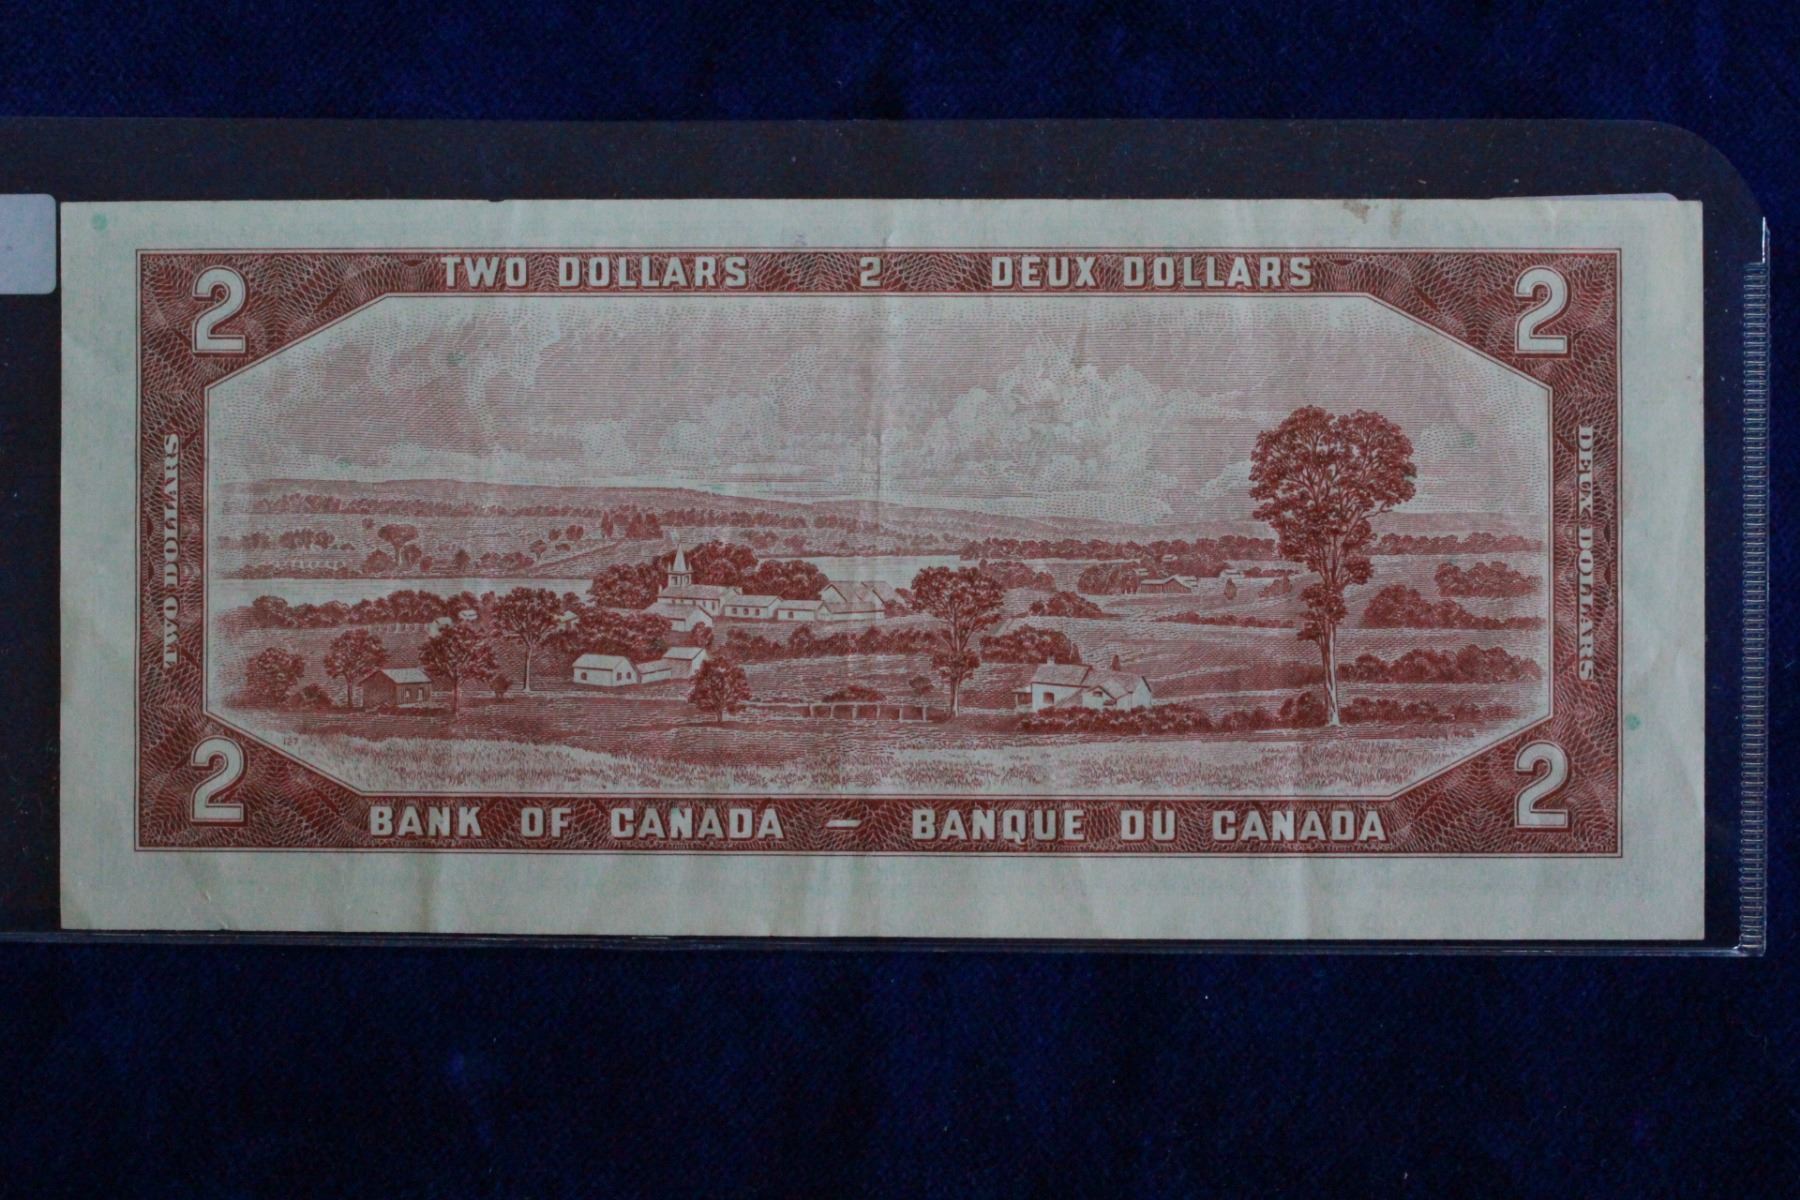 TWO DOLLARS 2 DEUX DOLLARS
2 2
TWO DOLLARS
DEUX DOLLARS
127
2 2
BANK OF CANADA – BANQUE DU CANADA